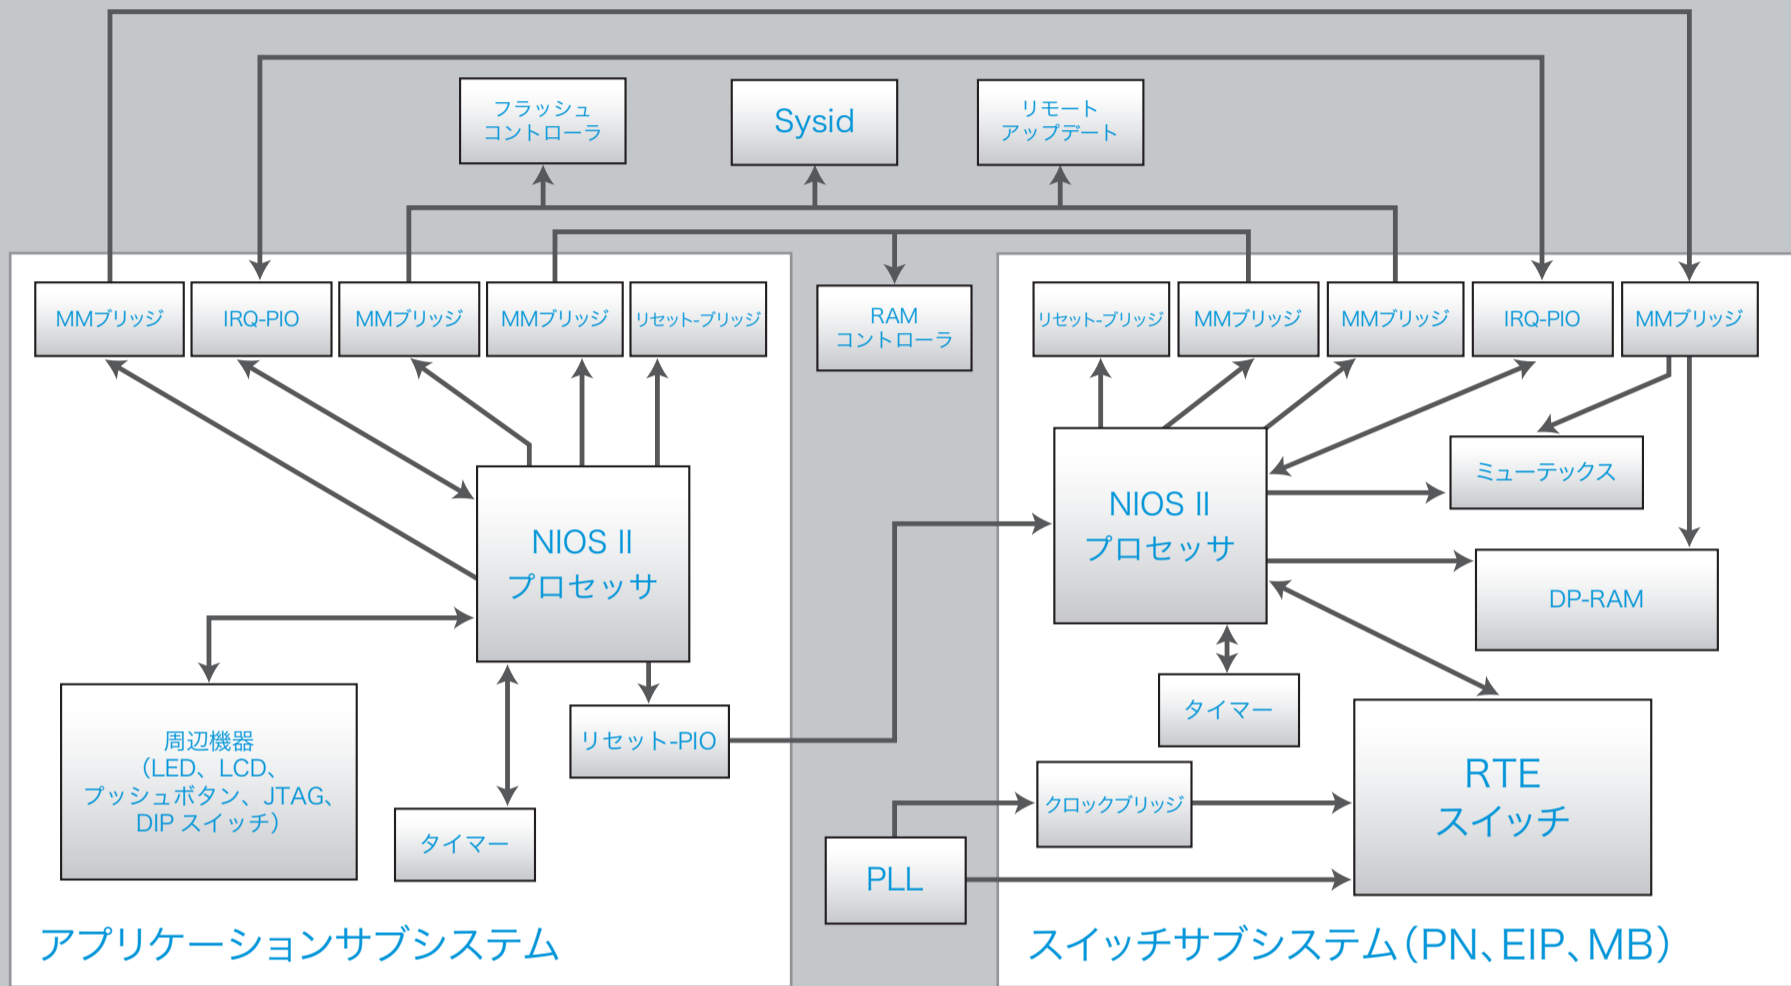 フラッシュ
コントローラ
Sysid
リモート
アップデート
MMブリッジ
IRQ-PIO
MMブリッジ
MMブリッジ
リセット-ブリッジ
RAM
コントローラ
リセット-ブリッジ
MMブリッジ
MMブリッジ
IRQ-PIO
MMブリッジ
NIOS II
プロセッサ
NIOS II
プロセッサ
ミューテックス
DP-RAM
タイマー
リセット-PIO
周辺機器
（LED、LCD、
プッシュボタン、JTAG、
DIP スイッチ）
タイマー
クロックブリッジ
RTE
スイッチ
PLL
アプリケーションサブシステム
スイッチサブシステム（PN、EIP、MB）